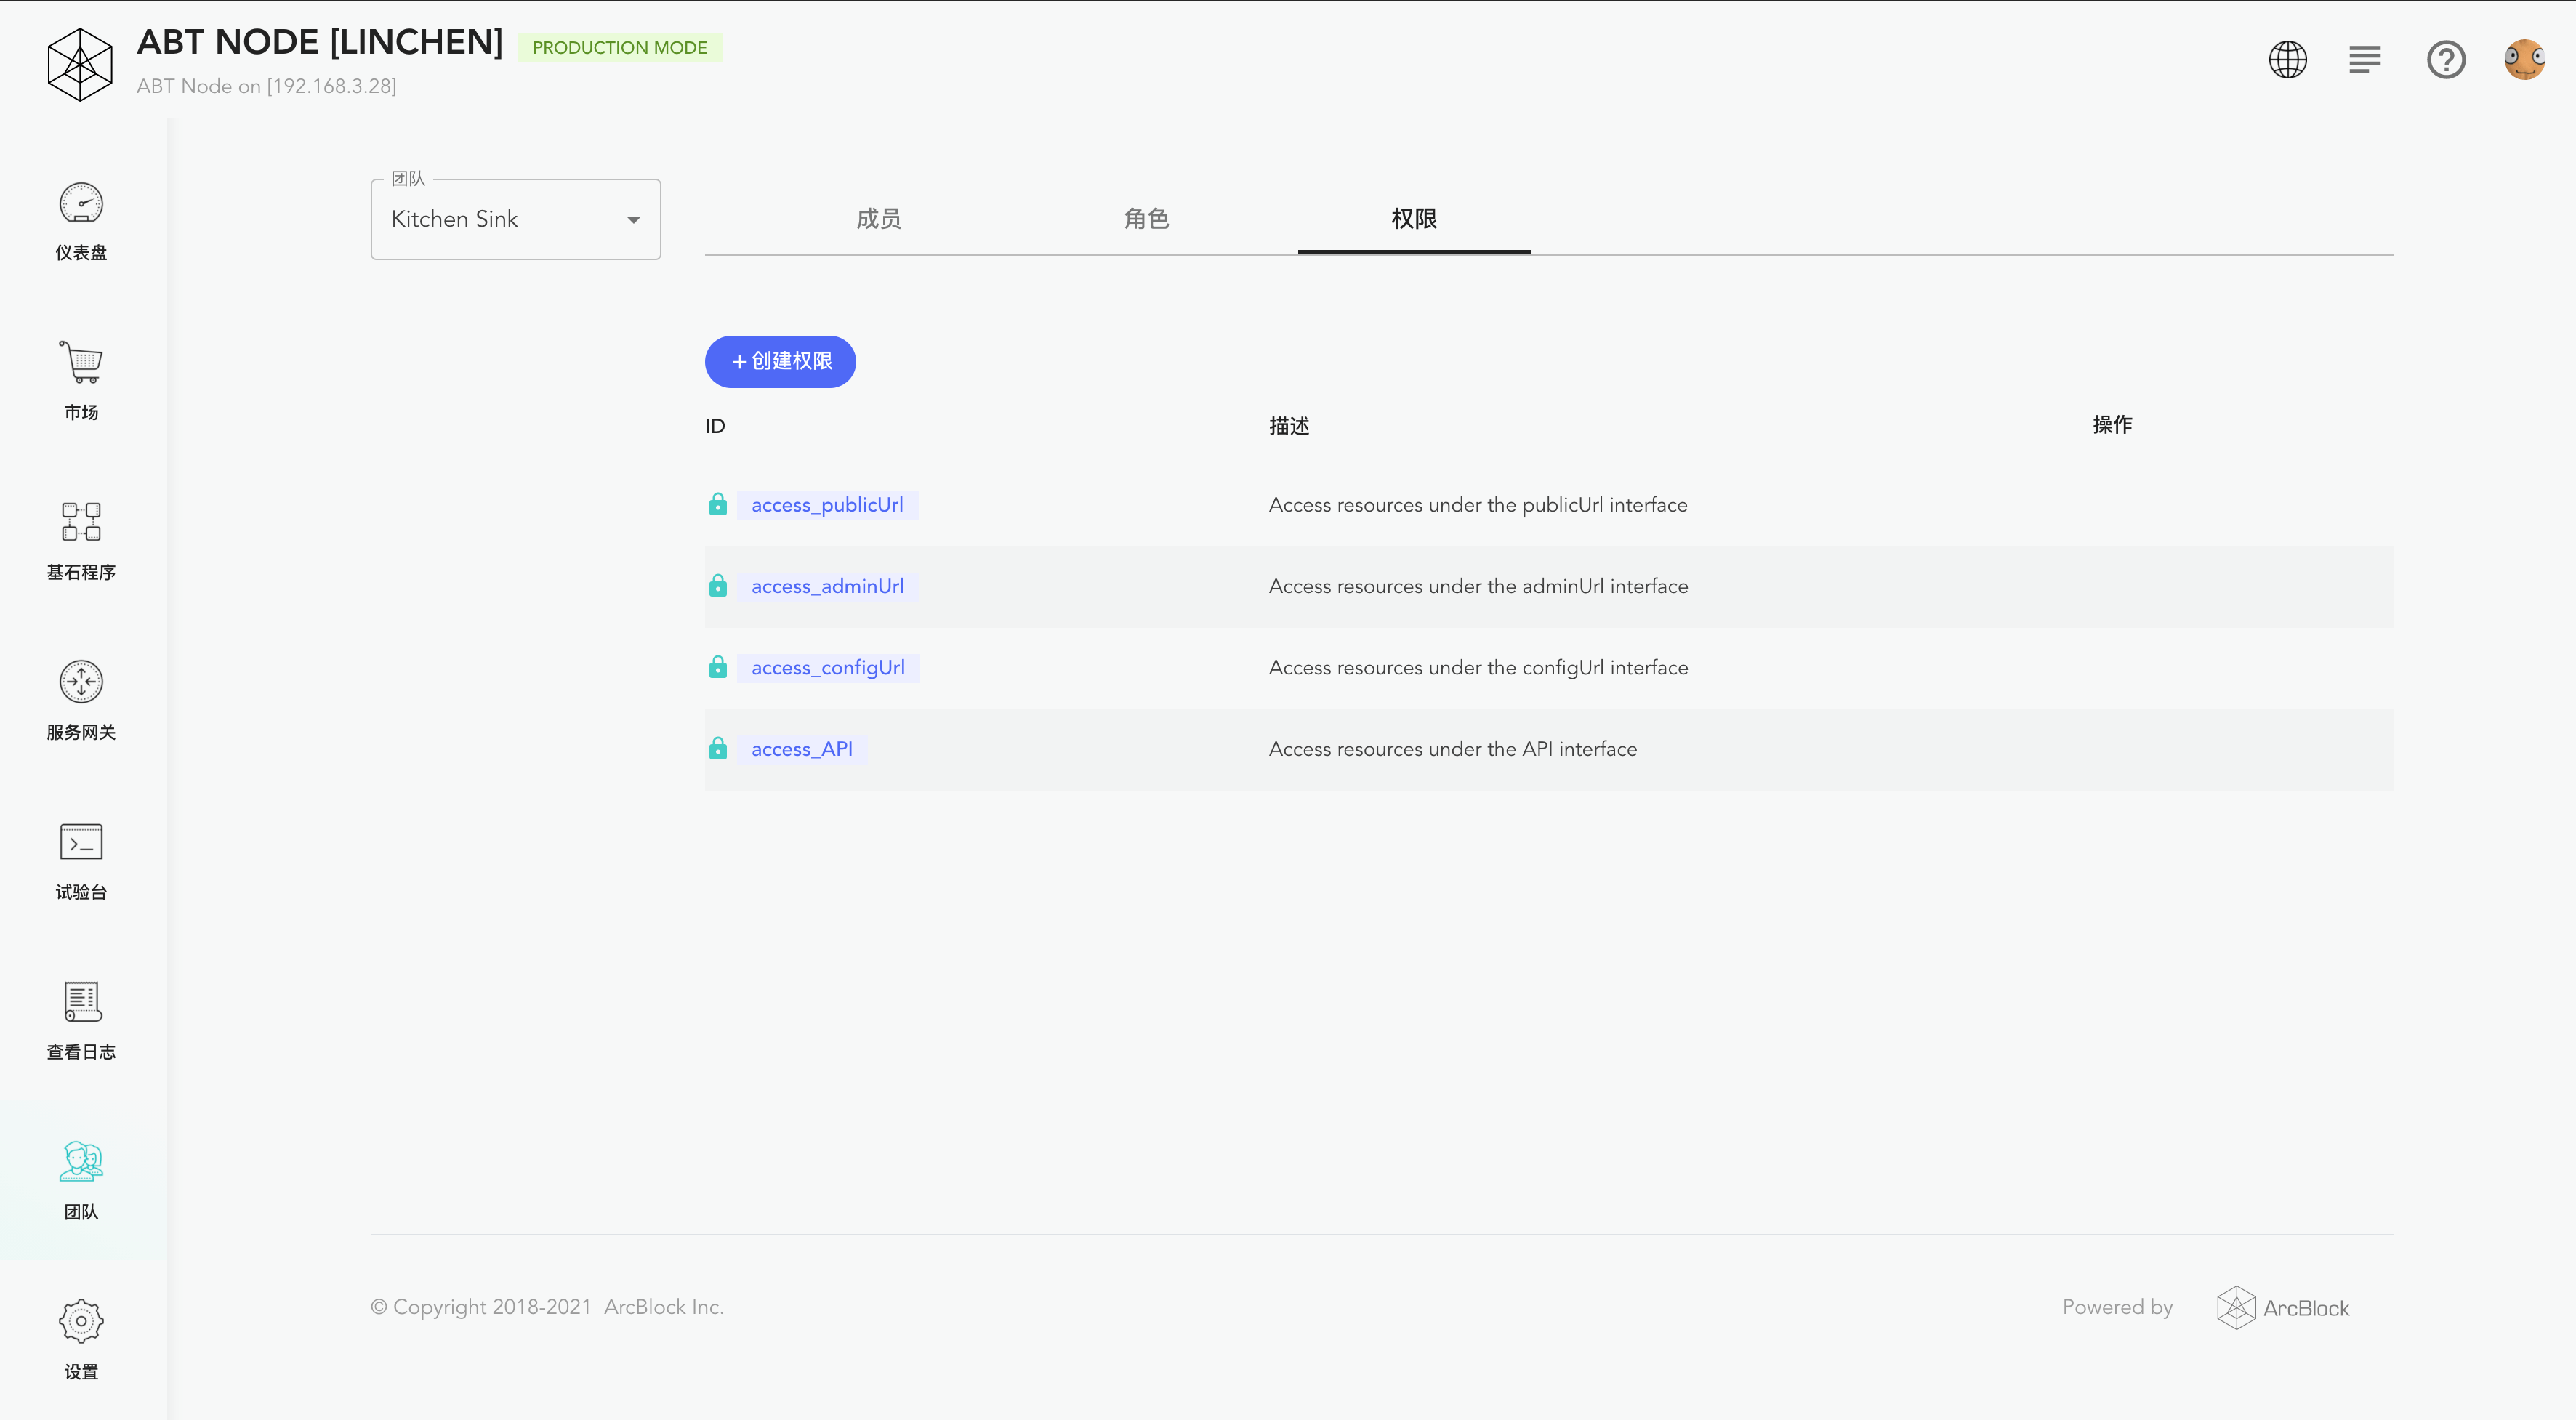 ABT NODE [LINCHEN] PRODUCTION MODE
ABT Node on [192.168.3.28]
仪表盘
市场
基石程序
服务网关
试验台
查看日志
团队
设置
团队
Kitchen Sink
成员 角色 权限
+ 创建权限
ID 描述 操作
access_publicUrl Access resources under the publicUrl interface
access_adminUrl Access resources under the adminUrl interface
access_configUrl Access resources under the configUrl interface
access_API Access resources under the API interface
© Copyright 2018-2021 ArcBlock Inc. Powered by ArcBlock